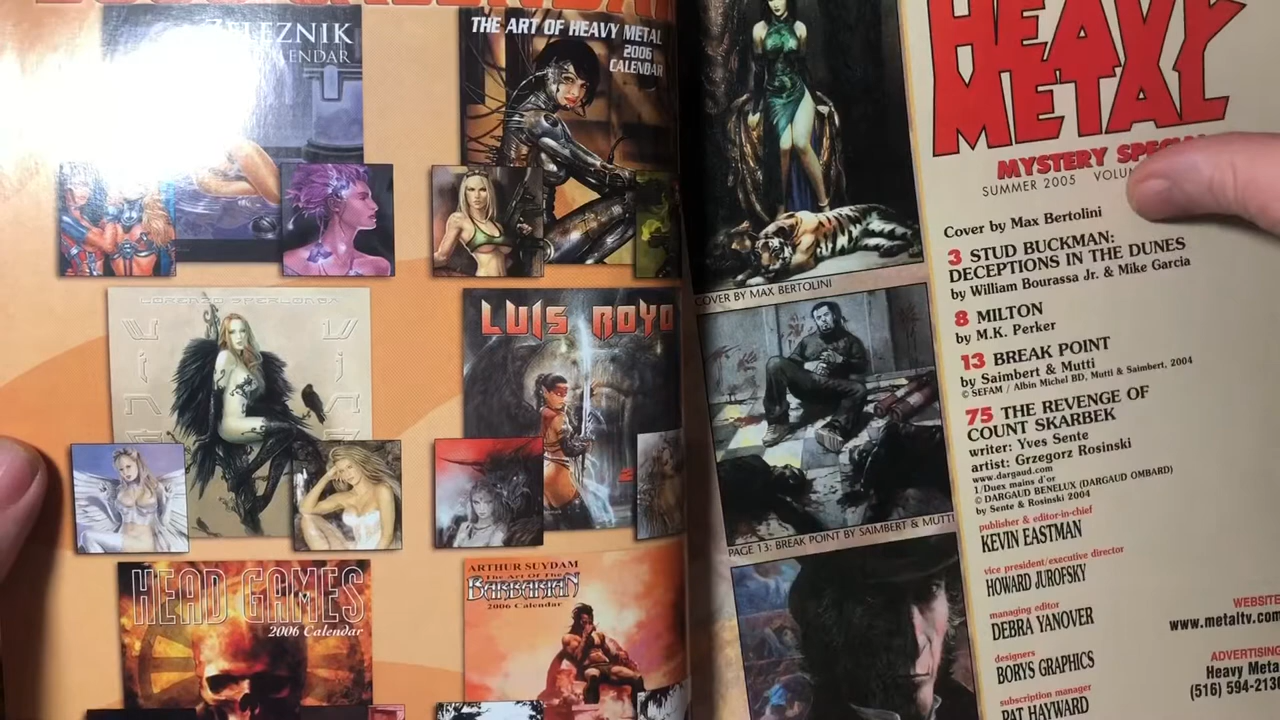 ZELEZNIK
CALENDAR
THE ART OF HEAVY METAL
2006
CALENDAR
LUIS ROYO
HEAD GAMES
2006 Calendar
ARTHUR SUYDAM
The Art Of The
BARBARIAN
2006 Calendar
COVER BY MAX BERTOLINI
PAGE 13: BREAK POINT BY SAIMBERT & MUTTI
HEAVY
METAL
MYSTERY
SUMMER 2005
Cover by Max Bertolini
3 STUD BUCKMAN:
DECEPTIONS IN THE DUNES
by William Bourassa Jr. & Mike Garcia
8 MILTON
by M.K. Perker
13 BREAK POINT
by Saimbert & Mutti
© SEFAM / Albin Michel BD, Mutti & Saimbert, 2004
75 THE REVENGE OF
COUNT SKARBEK
writer: Yves Sente
artist: Grzegorz Rosinski
www.dargaud.com
1/Duex mains d'or
© DARGAUD BENELUX (DARGAUD OMBARD)
by Sente & Rosinski 2004
publisher & editor-in-chief
KEVIN EASTMAN
vice president/executive director
HOWARD JUROFSKY
managing editor
DEBRA YANOVER
designers
BORYS GRAPHICS
subscription manager
PAT HAYWARD
WEBSITE
www.metaltv.com
ADVERTISING
Heavy Metal
(516) 594-2130